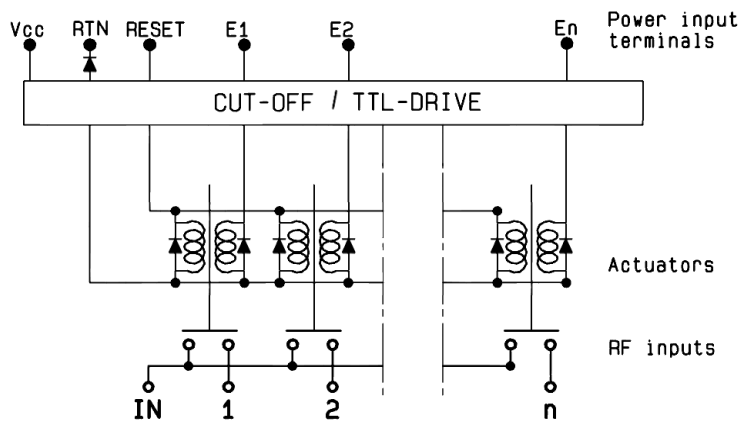 Vcc RTN RESET E1 E2 En Power input
terminals
CUT-OFF / TTL-DRIVE
Actuators
RF inputs
IN 1 2 n